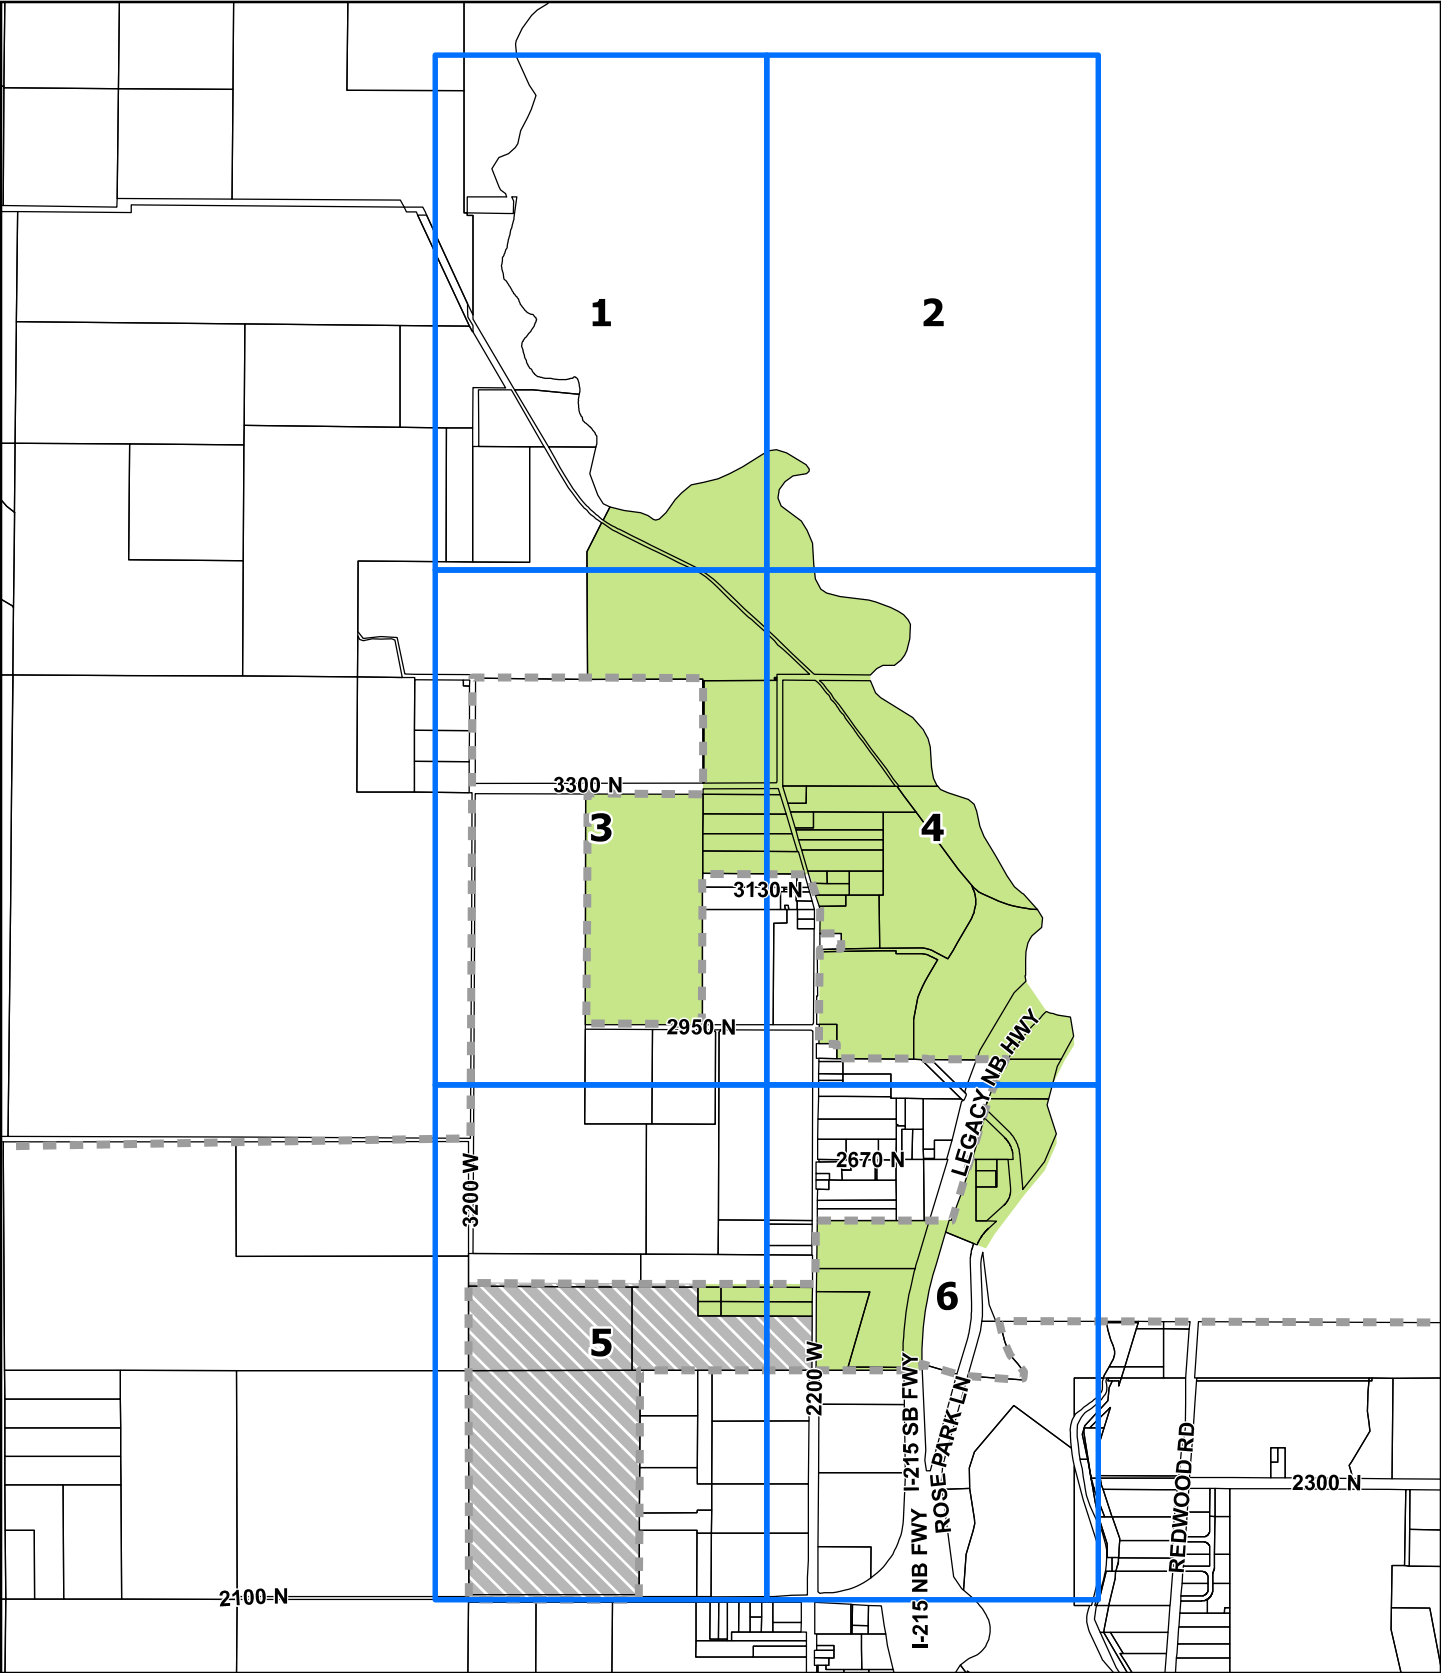 1
2
3300 N
3
4
3130 N
2950 N
LEGACY NB HWY
2670 N
3200 W
6
5
2200 W
I-215 SB FWY
ROSE PARK LN
REDWOOD RD
2300 N
I-215 NB FWY
2100 N